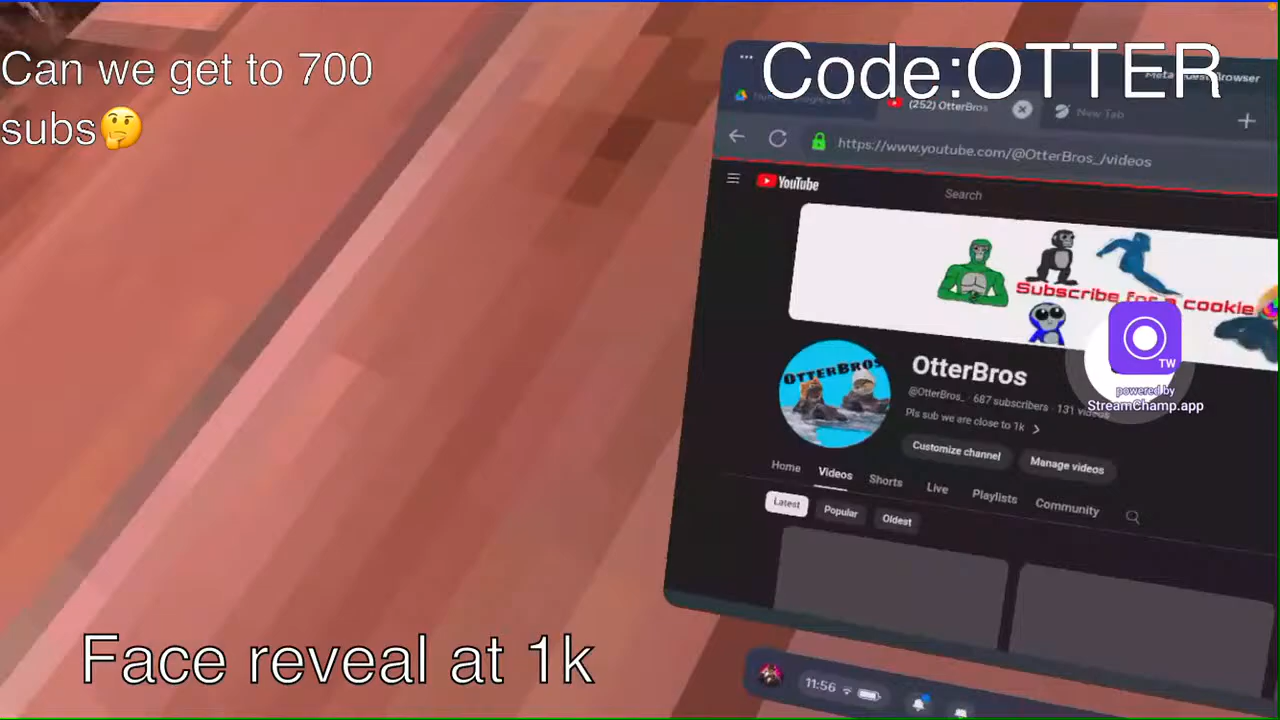 Can we get to 700
subs🤔
Code:OTTER
(252) OtterBros
New Tab
https://www.youtube.com/@OtterBros_/videos
YouTube
Search
Subscribe for a cookie
OTTERBROS
OtterBros
@OtterBros_ · 687 subscribers · 131 videos
Pls sub we are close to 1k
TW
powered by
StreamChamp.app
Customize channel
Manage videos
Home
Videos
Shorts
Live
Playlists
Community
Latest
Popular
Oldest
Face reveal at 1k
11:56